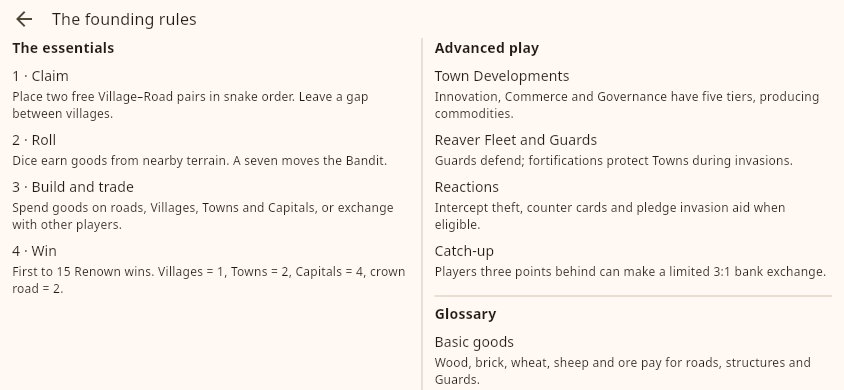 The founding rules
The essentials
1 · Claim
Place two free Village–Road pairs in snake order. Leave a gap
between villages.
2 · Roll
Dice earn goods from nearby terrain. A seven moves the Bandit.
3 · Build and trade
Spend goods on roads, Villages, Towns and Capitals, or exchange
with other players.
4 · Win
First to 15 Renown wins. Villages = 1, Towns = 2, Capitals = 4, crown
road = 2.
Advanced play
Town Developments
Innovation, Commerce and Governance have five tiers, producing
commodities.
Reaver Fleet and Guards
Guards defend; fortifications protect Towns during invasions.
Reactions
Intercept theft, counter cards and pledge invasion aid when
eligible.
Catch-up
Players three points behind can make a limited 3:1 bank exchange.
Glossary
Basic goods
Wood, brick, wheat, sheep and ore pay for roads, structures and
Guards.